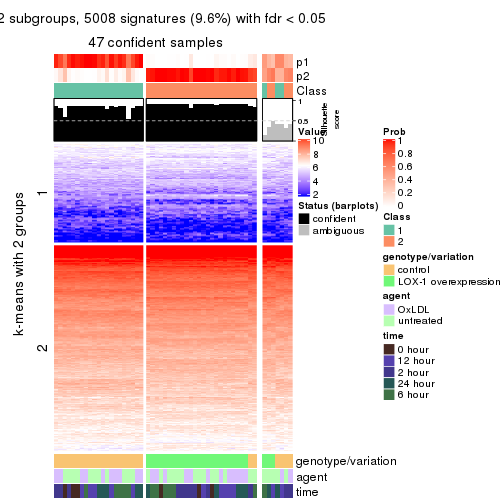 2 subgroups, 5008 signatures (9.6%) with fdr < 0.05
47 confident samples
p1
p2
Class
1
0.5
Silhouette
score
Value
10
8
6
4
2
Status (barplots)
confident
ambiguous
Prob
1
0.8
0.6
0.4
0.2
0
Class
1
2
genotype/variation
control
LOX-1 overexpression
agent
OxLDL
untreated
time
0 hour
12 hour
2 hour
24 hour
6 hour
k-means with 2 groups
1
2
genotype/variation
agent
time